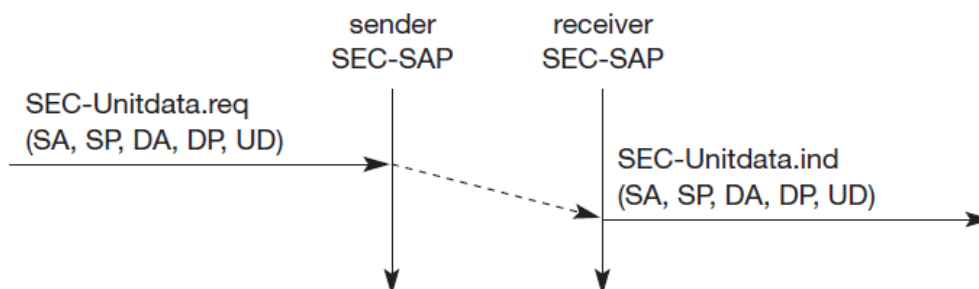 sender
SEC-SAP
receiver
SEC-SAP
SEC-Unitdata.req
(SA, SP, DA, DP, UD)
SEC-Unitdata.ind
(SA, SP, DA, DP, UD)